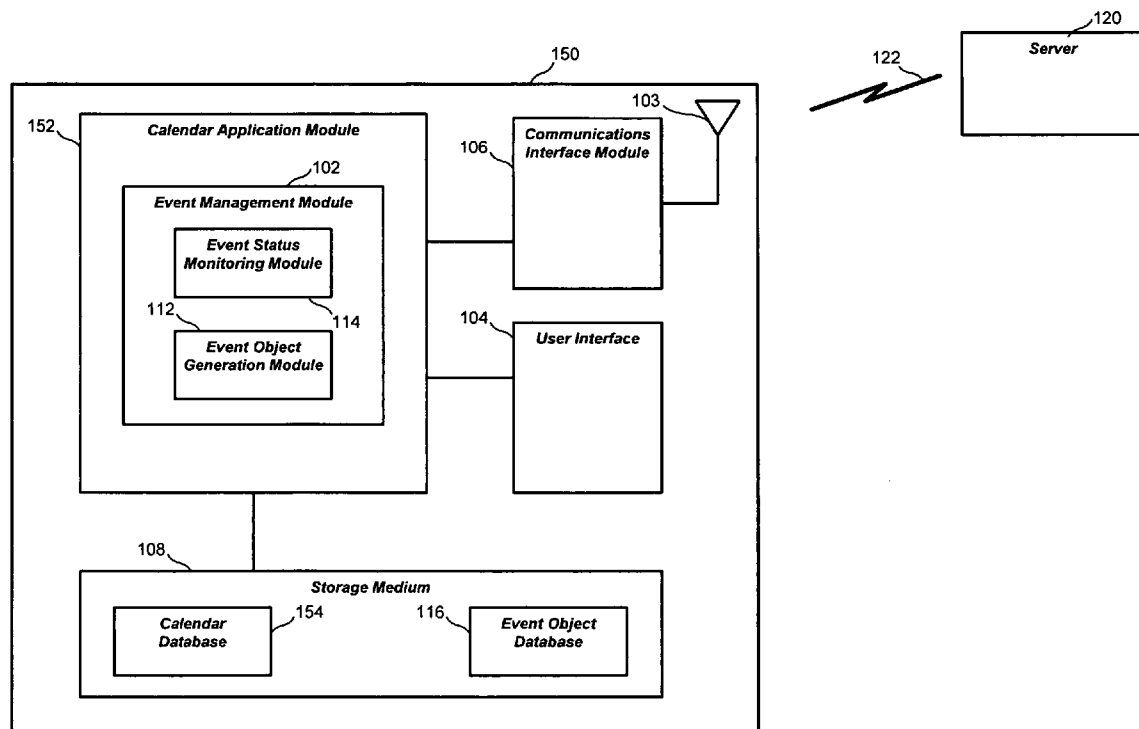 120
Server
150
122
103
152
Calendar Application Module
Communications
Interface Module
106
102
Event Management Module
Event Status
Monitoring Module
112
114
104
User Interface
Event Object
Generation Module
108
Storage Medium
Calendar
Database
154
116
Event Object
Database